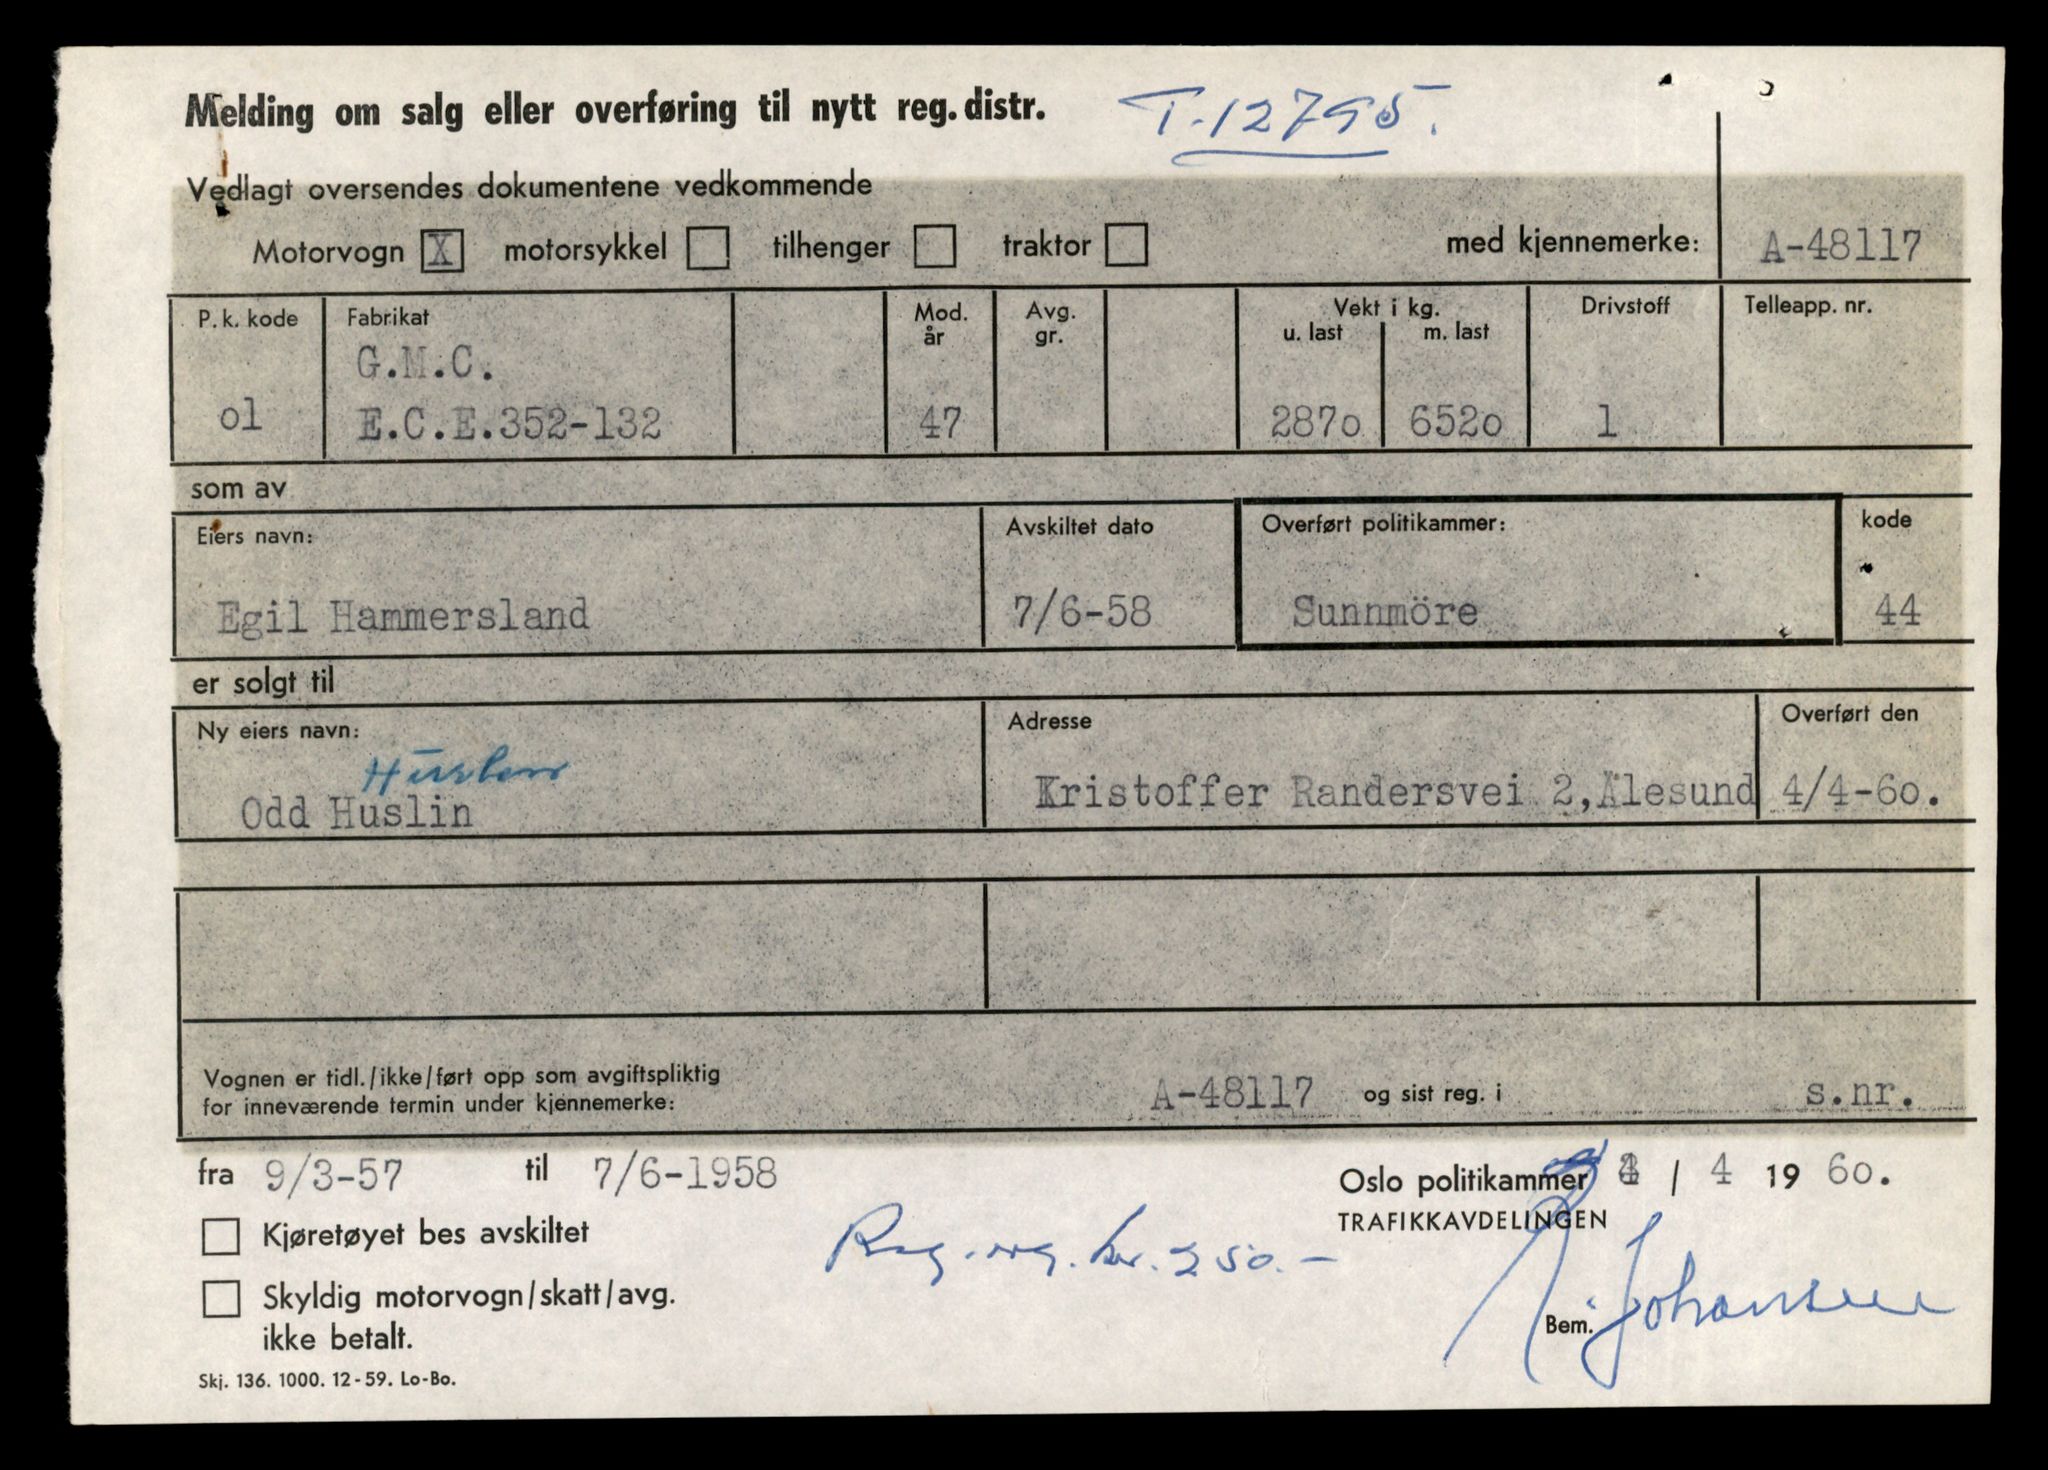 Melding om salg eller overføring til nytt reg. distr. T-12795.
Vedlagt oversendes dokumentene vedkommende
Motorvogn X motorsykkel tilhenger traktor med kjennemerke: A-48117
P. k. kode Fabrikat Mod. år Avg. gr. Vekt i kg. u. last m. last Drivstoff Telleapp. nr.
G.M.C.
ol E.C.E.352-132 47 287o 652o 1
som av
Eiers navn: Avskiltet dato Overført politikammer: kode
Egil Hammersland 7/6-58 Sunnmöre 44
er solgt til
Ny eiers navn: Adresse Overført den
Odd Huslin Kristoffer Randersvei 2, Ålesund 4/4-6o.
Vognen er tidl./ikke/ført opp som avgiftspliktig
for inneværende termin under kjennemerke: A-48117 og sist reg. i s.nr.
fra 9/3-57 til 7/6-1958 Oslo politikammer / 4 19 6o.
TRAFIKKAVDELINGEN
Kjøretøyet bes avskiltet
kr. 250.-
Skyldig motorvogn/skatt/avg.
ikke betalt.
Bem. Johansen
Skj. 136. 1000. 12-59. Lo-Bo.